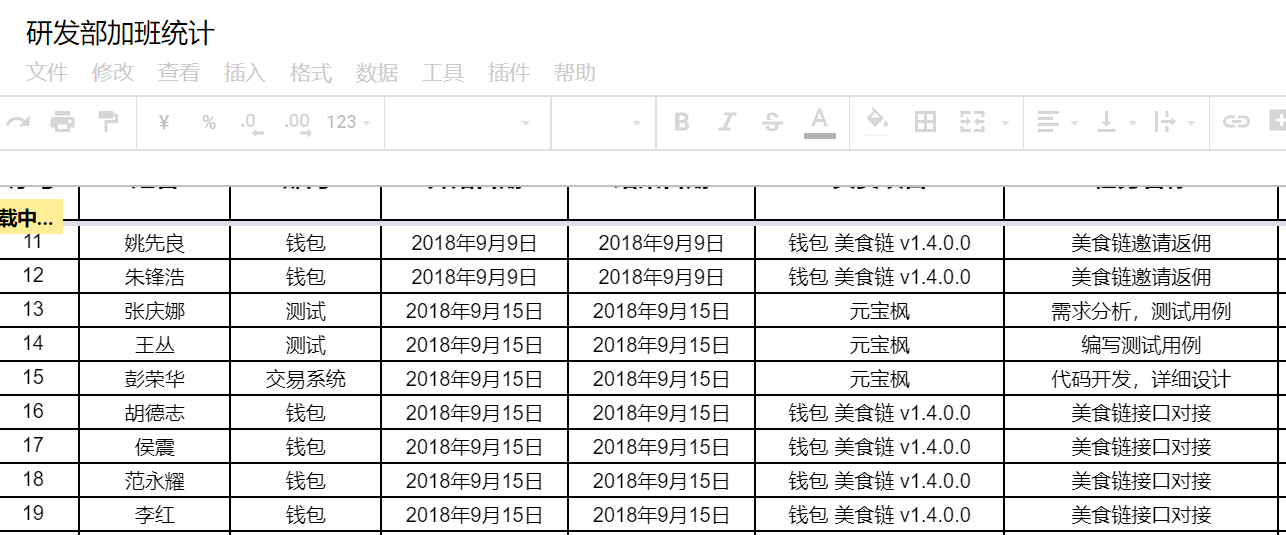 研发部加班统计
文件 修改 查看 插入 格式 数据 工具 插件 帮助
¥ % .0 .00 123 B I S A
载中...
11 姚先良 钱包 2018年9月9日 2018年9月9日 钱包 美食链 v1.4.0.0 美食链邀请返佣
12 朱锋浩 钱包 2018年9月9日 2018年9月9日 钱包 美食链 v1.4.0.0 美食链邀请返佣
13 张庆娜 测试 2018年9月15日 2018年9月15日 元宝枫 需求分析，测试用例
14 王丛 测试 2018年9月15日 2018年9月15日 元宝枫 编写测试用例
15 彭荣华 交易系统 2018年9月15日 2018年9月15日 元宝枫 代码开发，详细设计
16 胡德志 钱包 2018年9月15日 2018年9月15日 钱包 美食链 v1.4.0.0 美食链接口对接
17 侯震 钱包 2018年9月15日 2018年9月15日 钱包 美食链 v1.4.0.0 美食链接口对接
18 范永耀 钱包 2018年9月15日 2018年9月15日 钱包 美食链 v1.4.0.0 美食链接口对接
19 李红 钱包 2018年9月15日 2018年9月15日 钱包 美食链 v1.4.0.0 美食链接口对接